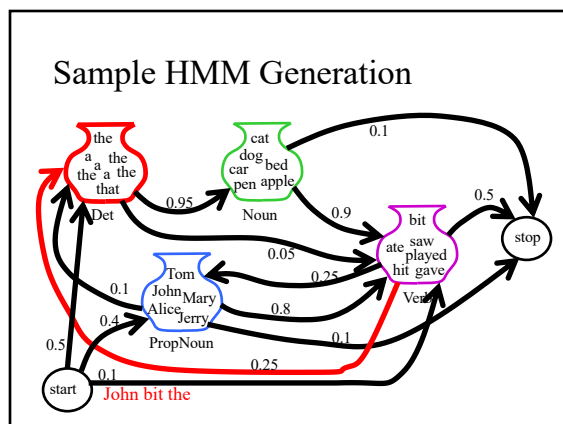 Sample HMM Generation
the
a a the
the a the
that
Det
cat
dog
car bed
pen apple
Noun
0.95
0.9
0.1
0.5
bit
ate saw
played
hit gave
Verb
stop
0.05
0.25
Tom
John Mary
Alice
Jerry
PropNoun
0.8
0.1
0.1
0.4
0.5
0.25
0.1
start
John bit the